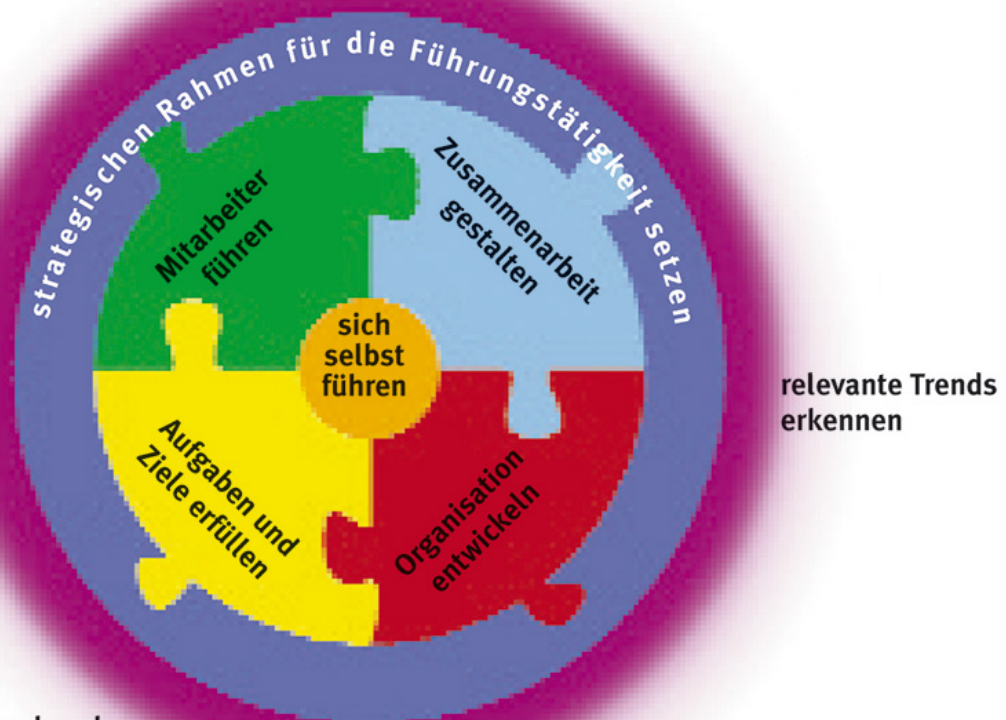 strategischen Rahmen für die Führungstätigkeit setzen
Mitarbeiter
führen
Zusammenarbeit
gestalten
sich
selbst
führen
relevante Trends
erkennen
Aufgaben und
Ziele erfüllen
Organisation
entwickeln